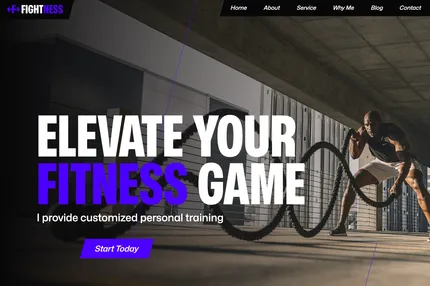 FIGHTNESS
Home About Service Why Me Blog Contact
ELEVATE YOUR
FITNESS GAME
I provide customized personal training
Start Today